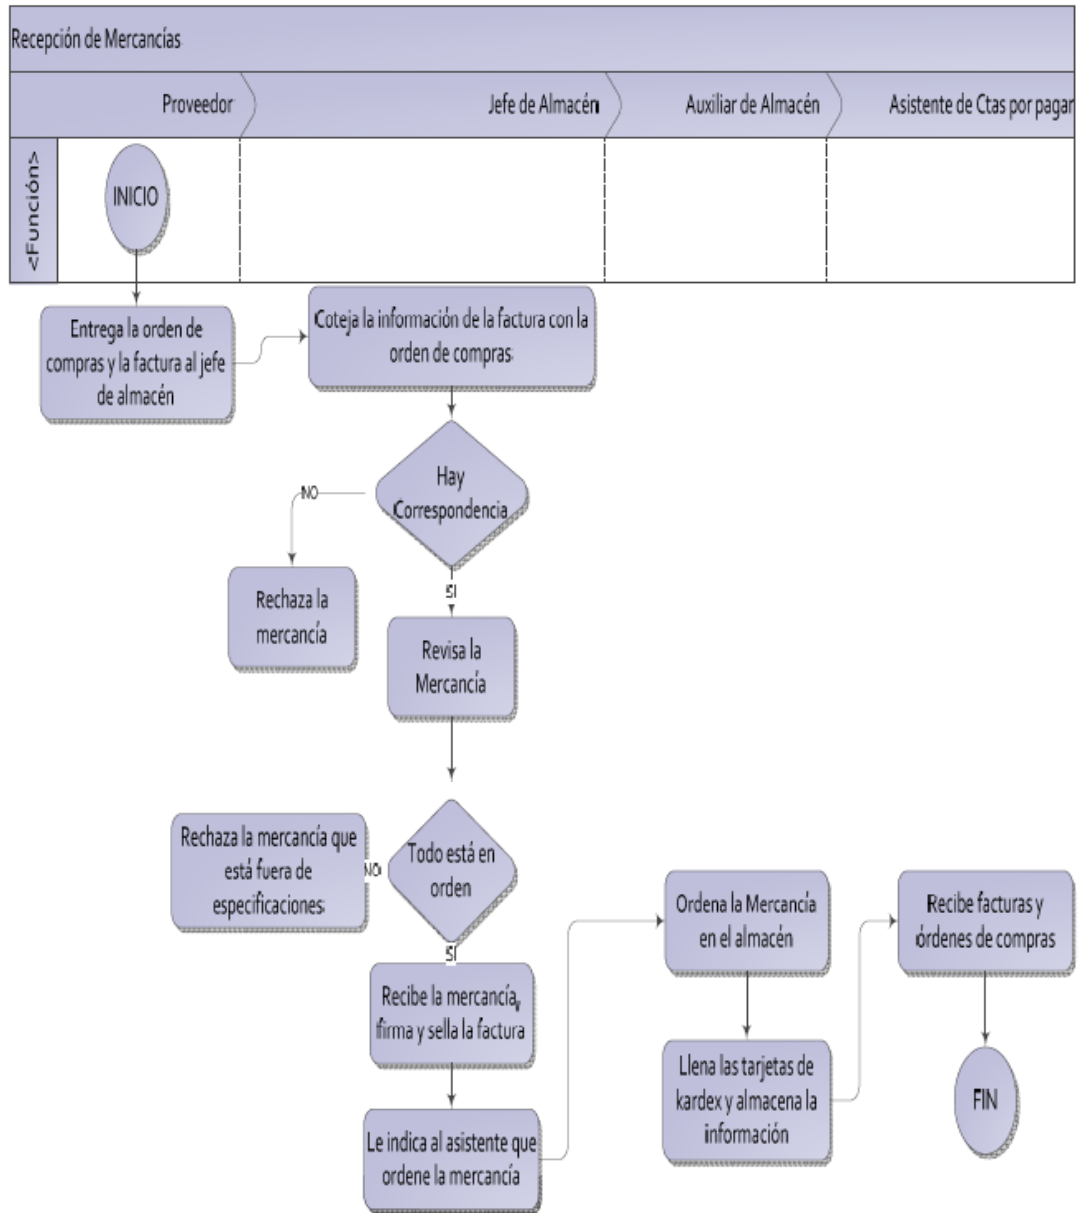 Recepción de Mercancías
Proveedor
Jefe de Almacén
Auxiliar de Almacén
Asistente de Ctas por pagar
<Función>
INICIO
Entrega la orden de
compras y la factura al jefe
de almacén
Coteja la información de la factura con la
orden de compras
Hay
Correspondencia
NO
SI
Rechaza la
mercancía
Revisa la
Mercancía
Rechaza la mercancía que
está fuera de
especificaciones
NO
Todo está en
orden
SI
Recibe la mercancía,
firma y sella la factura
Le indica al asistente que
ordene la mercancía
Ordena la Mercancía
en el almacén
Llena las tarjetas de
kardex y almacena la
información
Recibe facturas y
órdenes de compras
FIN